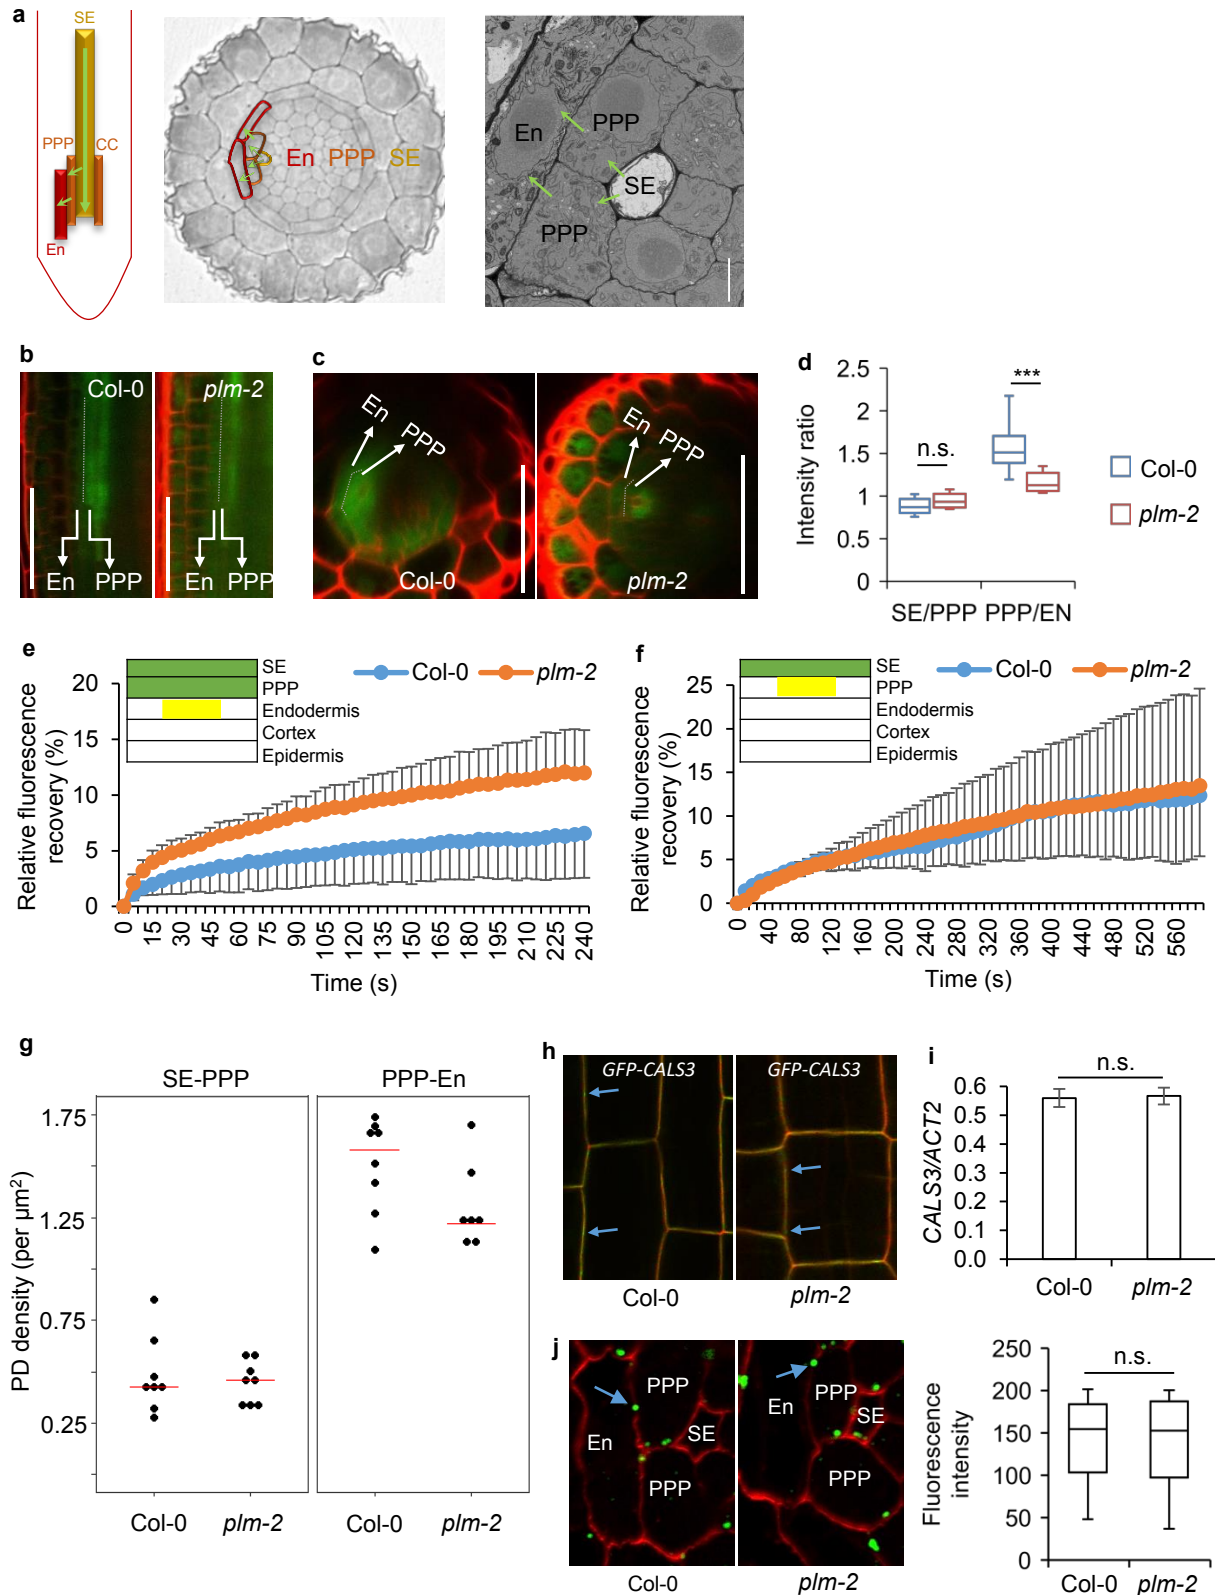 a
SE
PPP
CC
En
En PPP SE
En
PPP
SE
PPP
b
Col-0
plm-2
En PPP
En PPP
c
En
PPP
Col-0
En
PPP
plm-2
d
Intensity ratio
2.5
2
1.5
1
0.5
0
n.s.
***
SE/PPP PPP/EN
Col-0
plm-2
e
SE
PPP
Endodermis
Cortex
Epidermis
Col-0
plm-2
Relative fluorescence
recovery (%)
20
15
10
5
0
0 15 30 45 60 75 90 105 120 135 150 165 180 195 210 225 240
Time (s)
f
SE
PPP
Endodermis
Cortex
Epidermis
Col-0
plm-2
Relative fluorescence
recovery (%)
25
20
15
10
5
0
0 40 80 120 160 200 240 280 320 360 400 440 480 520 560
Time (s)
g
SE-PPP
PPP-En
PD density (per µm²)
1.75
1.25
0.75
0.25
Col-0
plm-2
Col-0
plm-2
h
GFP-CALS3
GFP-CALS3
Col-0
plm-2
i
n.s.
CALS3/ACT2
0.6
0.5
0.4
0.3
0.2
0.1
0.0
Col-0
plm-2
j
PPP
En
SE
PPP
PPP
En
SE
PPP
Col-0
plm-2
Fluorescence
intensity
250
200
150
100
50
0
n.s.
Col-0
plm-2